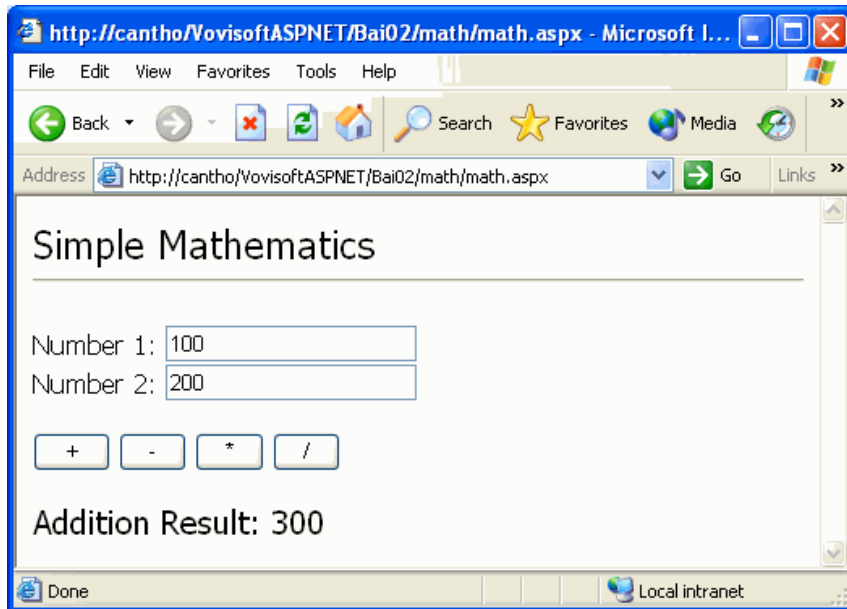 http://cantho/VovisoftASPNET/Bai02/math/math.aspx - Microsoft I...
File Edit View Favorites Tools Help
Back Search Favorites Media »
Address http://cantho/VovisoftASPNET/Bai02/math/math.aspx Go Links »
Simple Mathematics
Number 1: 100
Number 2: 200
+ - * /
Addition Result: 300
Done Local intranet